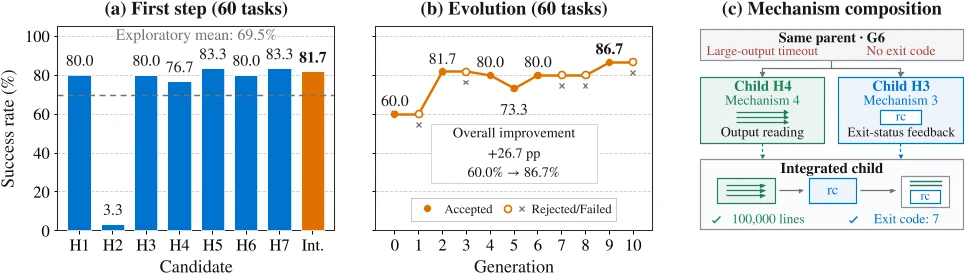 (a) First step (60 tasks)
Success rate (%)
100
80
60
40
20
0
Exploratory mean: 69.5%
80.0
3.3
80.0
76.7
83.3
80.0
83.3
81.7
H1 H2 H3 H4 H5 H6 H7 Int.
Candidate
(b) Evolution (60 tasks)
60.0
81.7
80.0
73.3
80.0
86.7
Overall improvement
+26.7 pp
60.0% → 86.7%
Accepted × Rejected/Failed
0 1 2 3 4 5 6 7 8 9 10
Generation
(c) Mechanism composition
Same parent · G6
Large-output timeout No exit code
Child H4
Mechanism 4
Output reading
Child H3
Mechanism 3
rc
Exit-status feedback
Integrated child
rc
rc
✓ 100,000 lines ✓ Exit code: 7